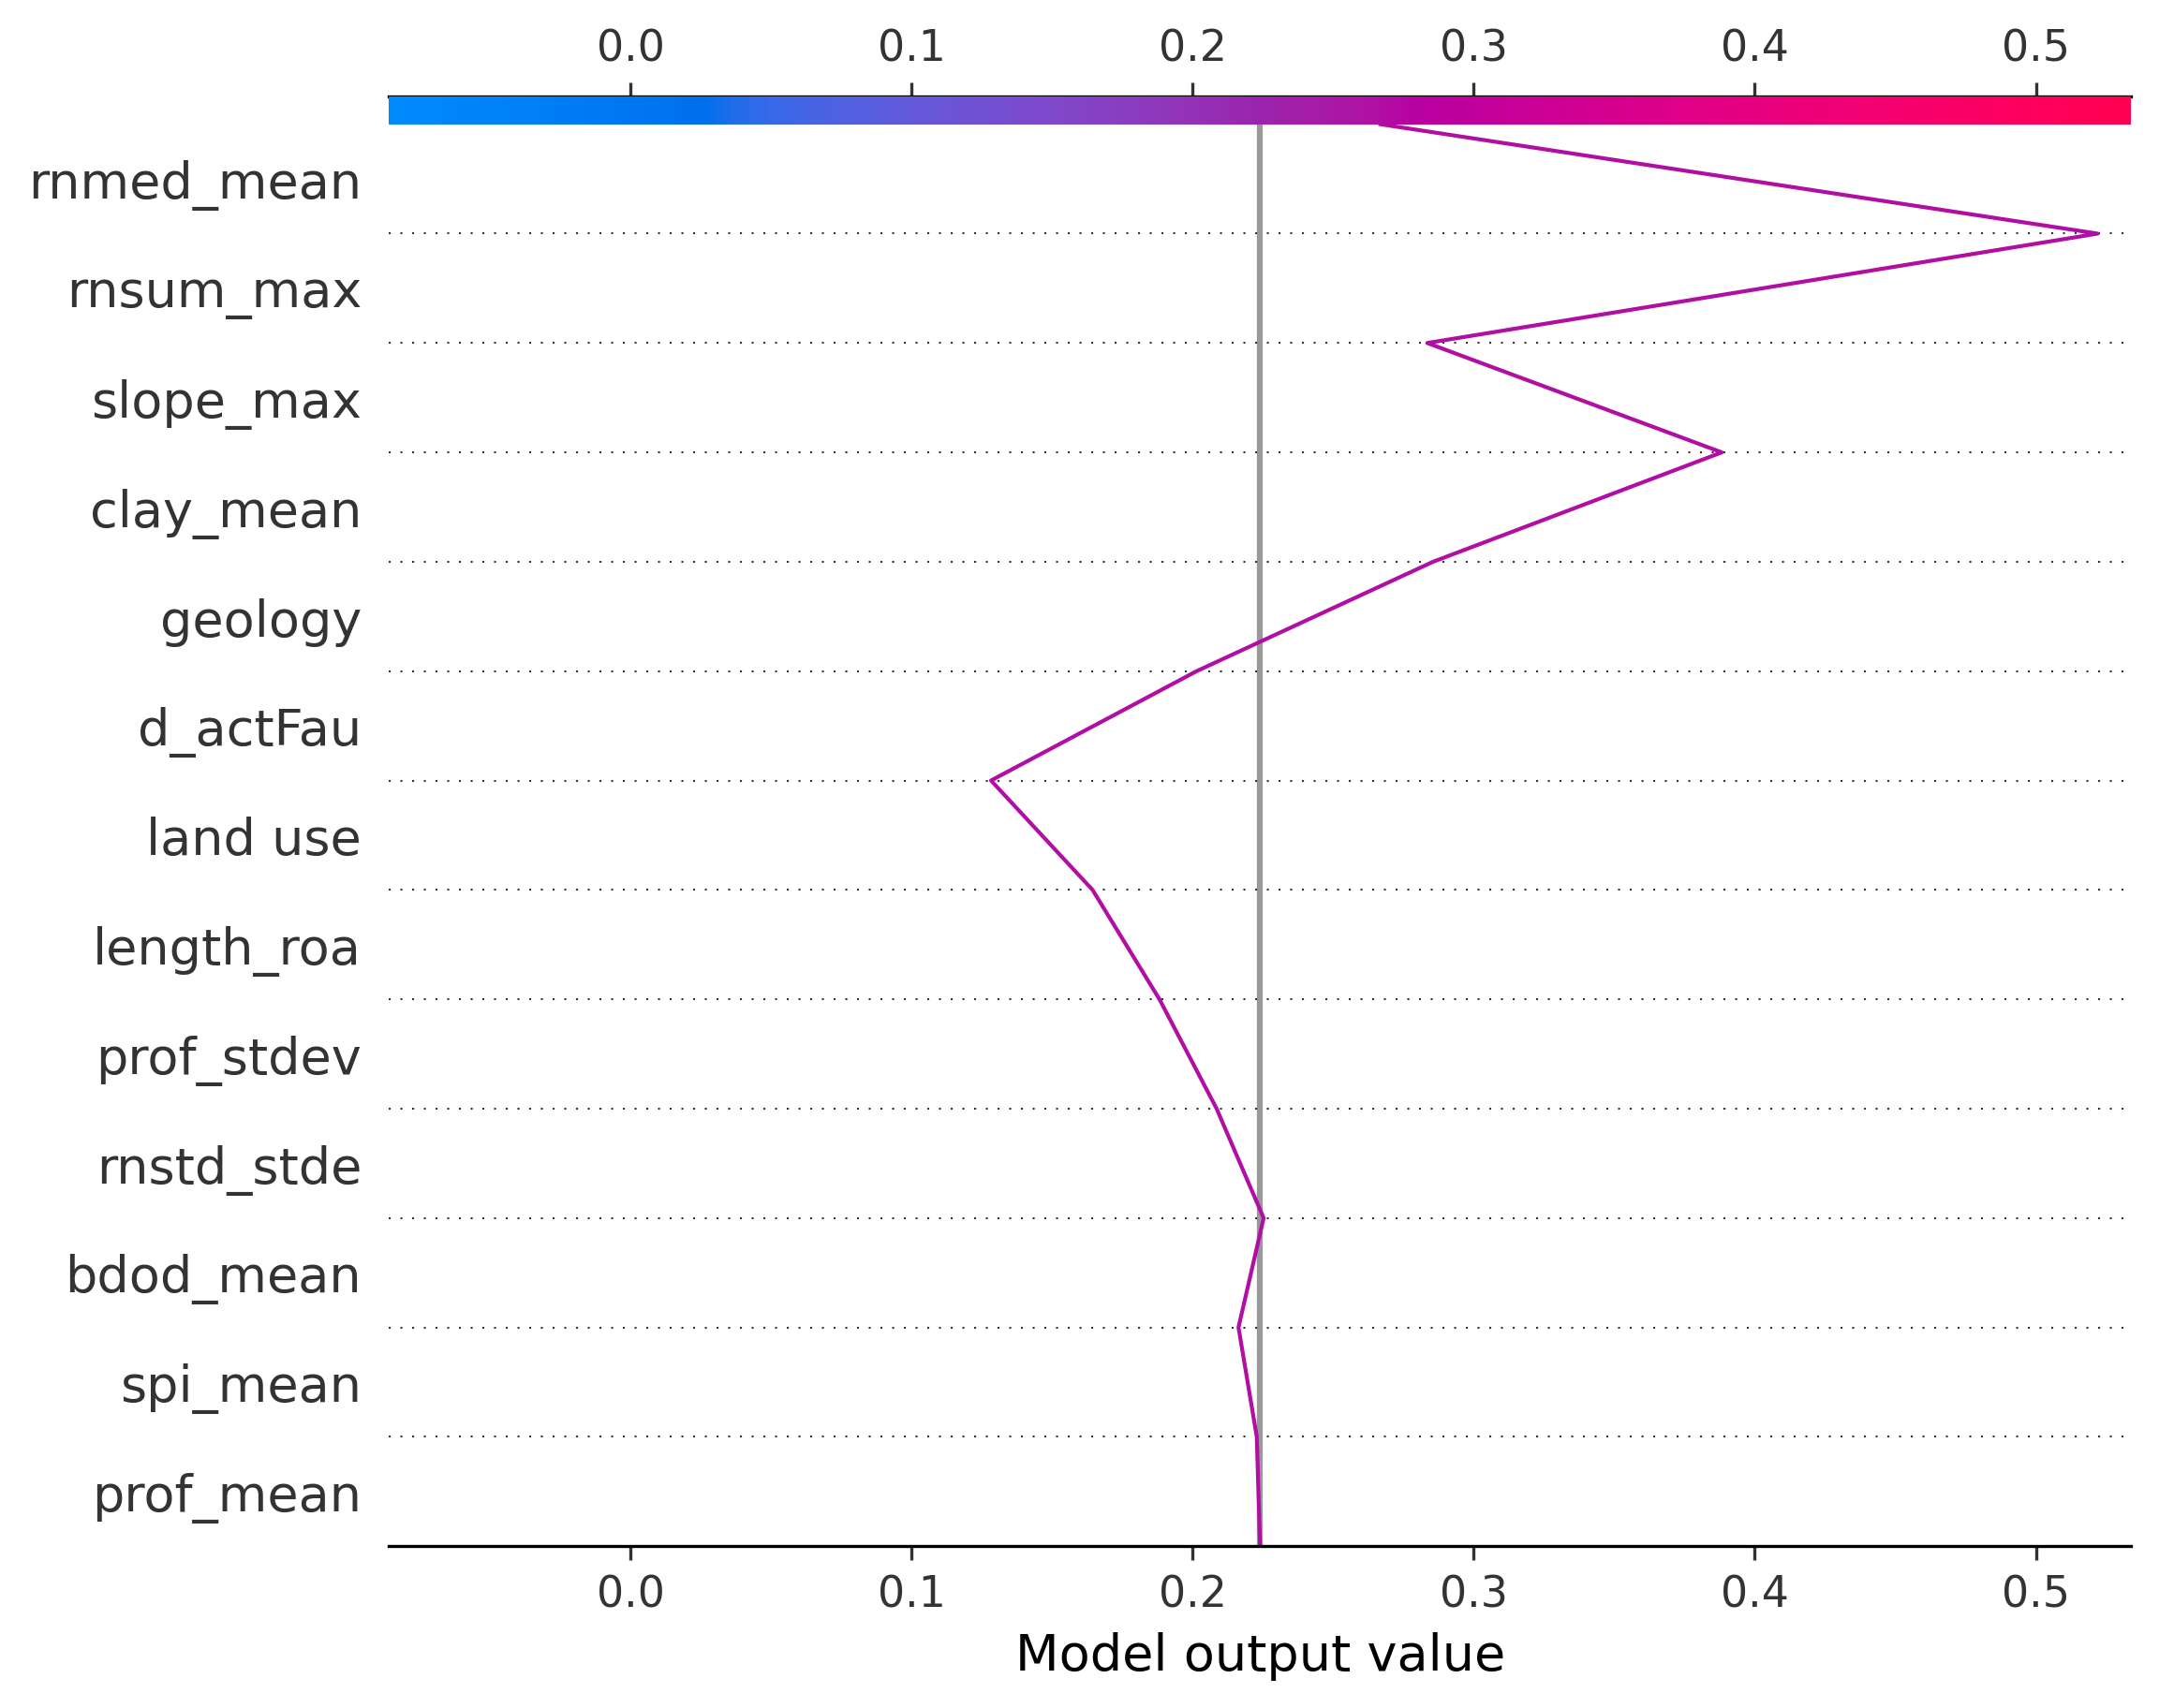 0.0 0.1 0.2 0.3 0.4 0.5
rnmed_mean
rnsum_max
slope_max
clay_mean
geology
d_actFau
land use
length_roa
prof_stdev
rnstd_stde
bdod_mean
spi_mean
prof_mean
0.0 0.1 0.2 0.3 0.4 0.5
Model output value